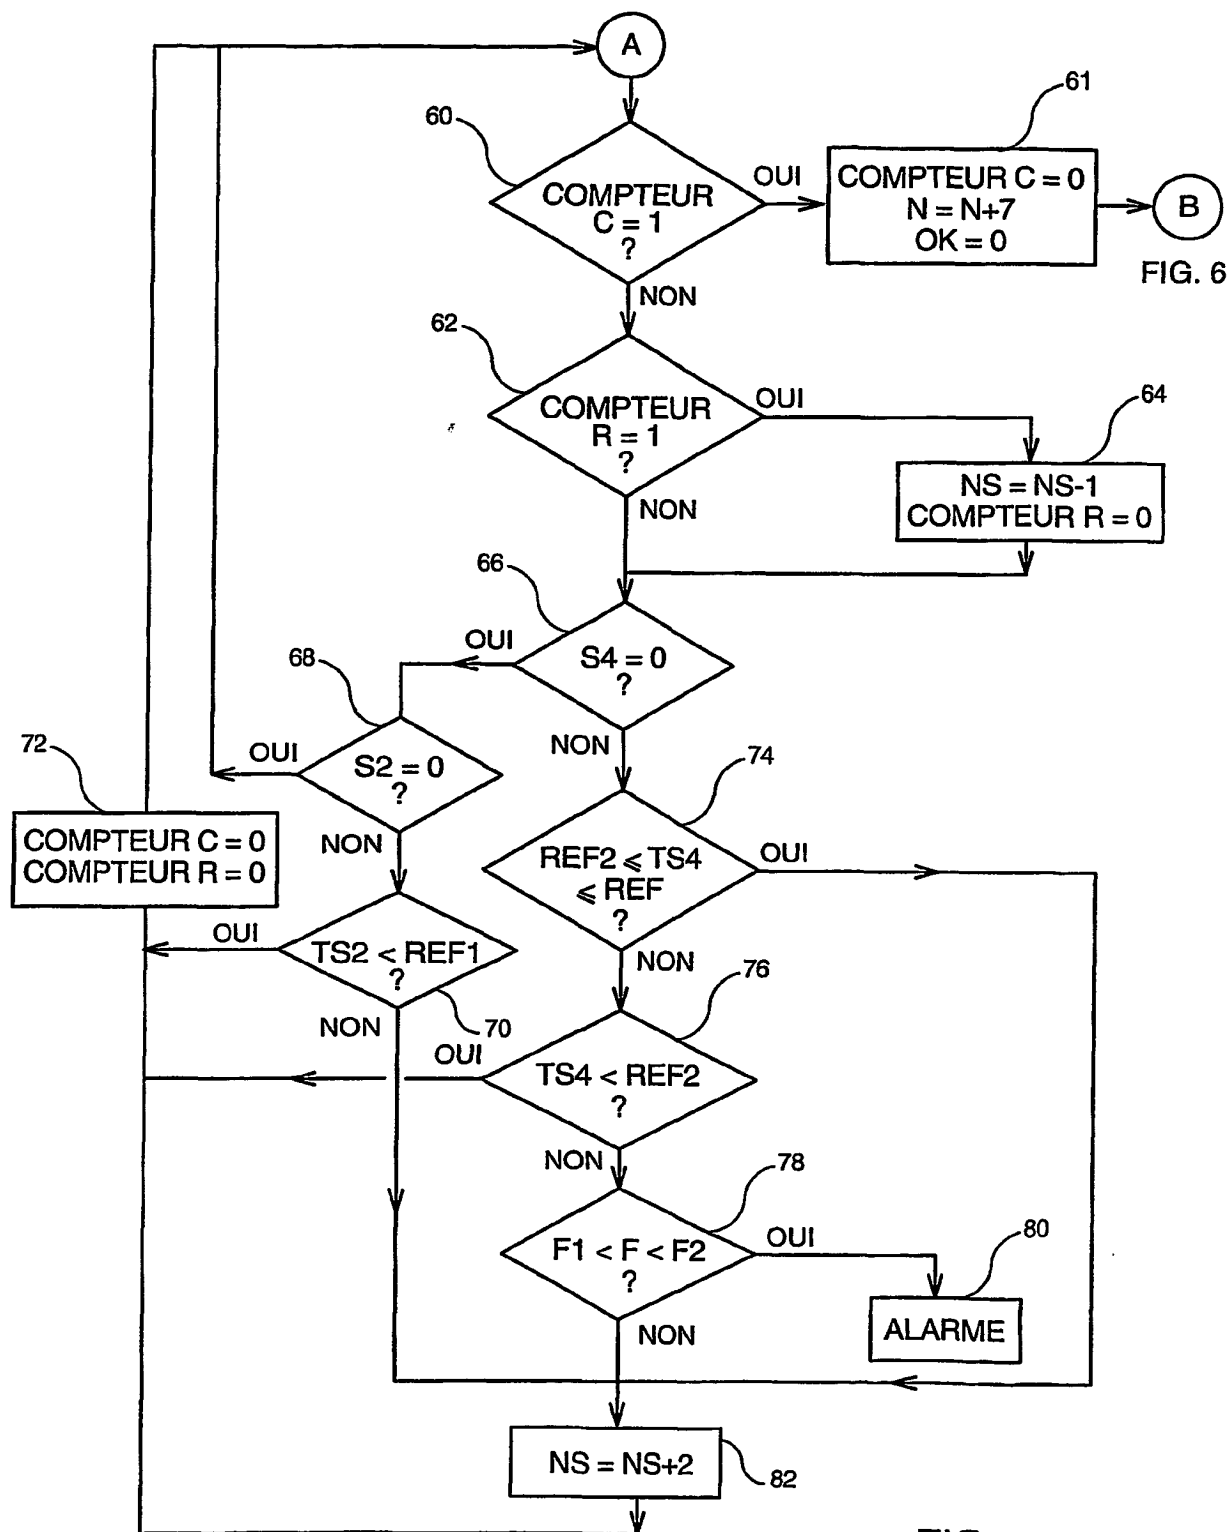 A
61
60
OUI
COMPTEUR
C = 1
?
COMPTEUR C = 0
N = N+7
OK = 0
B
FIG. 6
NON
62
OUI
64
COMPTEUR
R = 1
?
NS = NS-1
COMPTEUR R = 0
NON
66
OUI
S4 = 0
?
68
NON
72
OUI
S2 = 0
?
74
COMPTEUR C = 0
COMPTEUR R = 0
NON
REF2 ⩽ TS4
⩽ REF
?
OUI
OUI
TS2 < REF1
?
NON
76
NON
70
OUI
TS4 < REF2
?
NON
78
F1 < F < F2
?
OUI
80
ALARME
NON
NS = NS+2
82